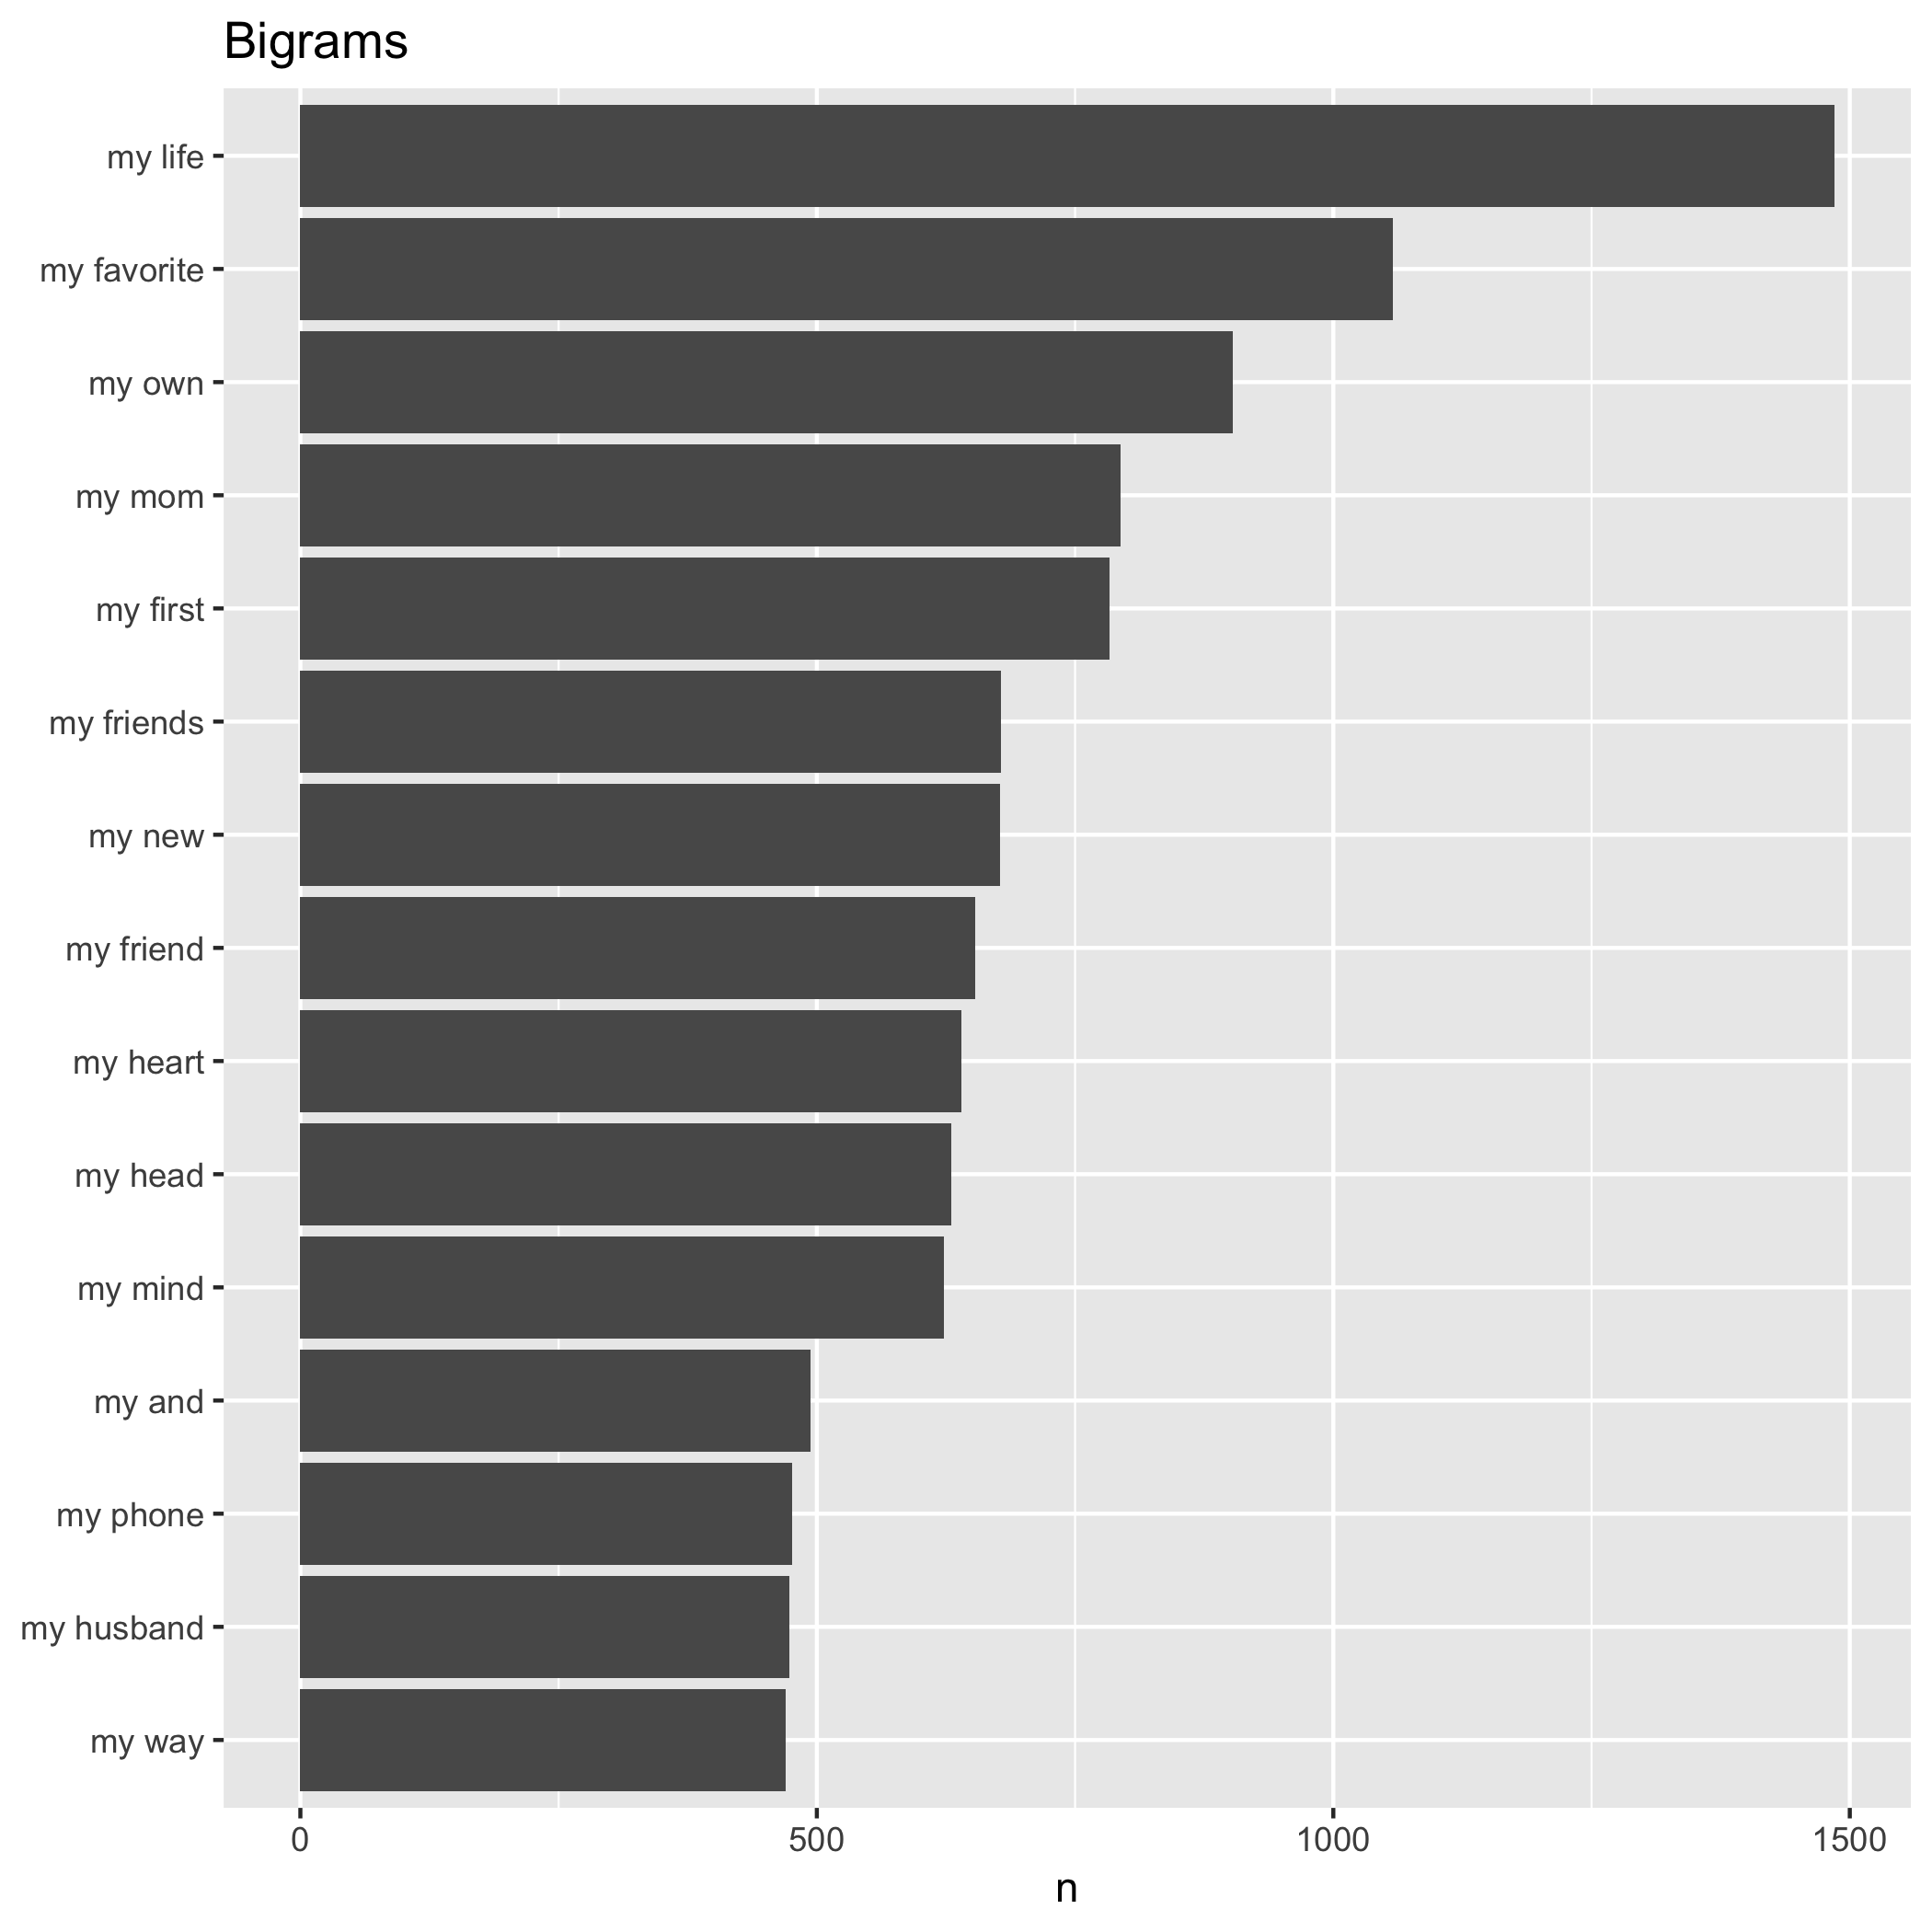 Bigrams
my life
my favorite
my own
my mom
my first
my friends
my new
my friend
my heart
my head
my mind
my and
my phone
my husband
my way
0 500 1000 1500
n